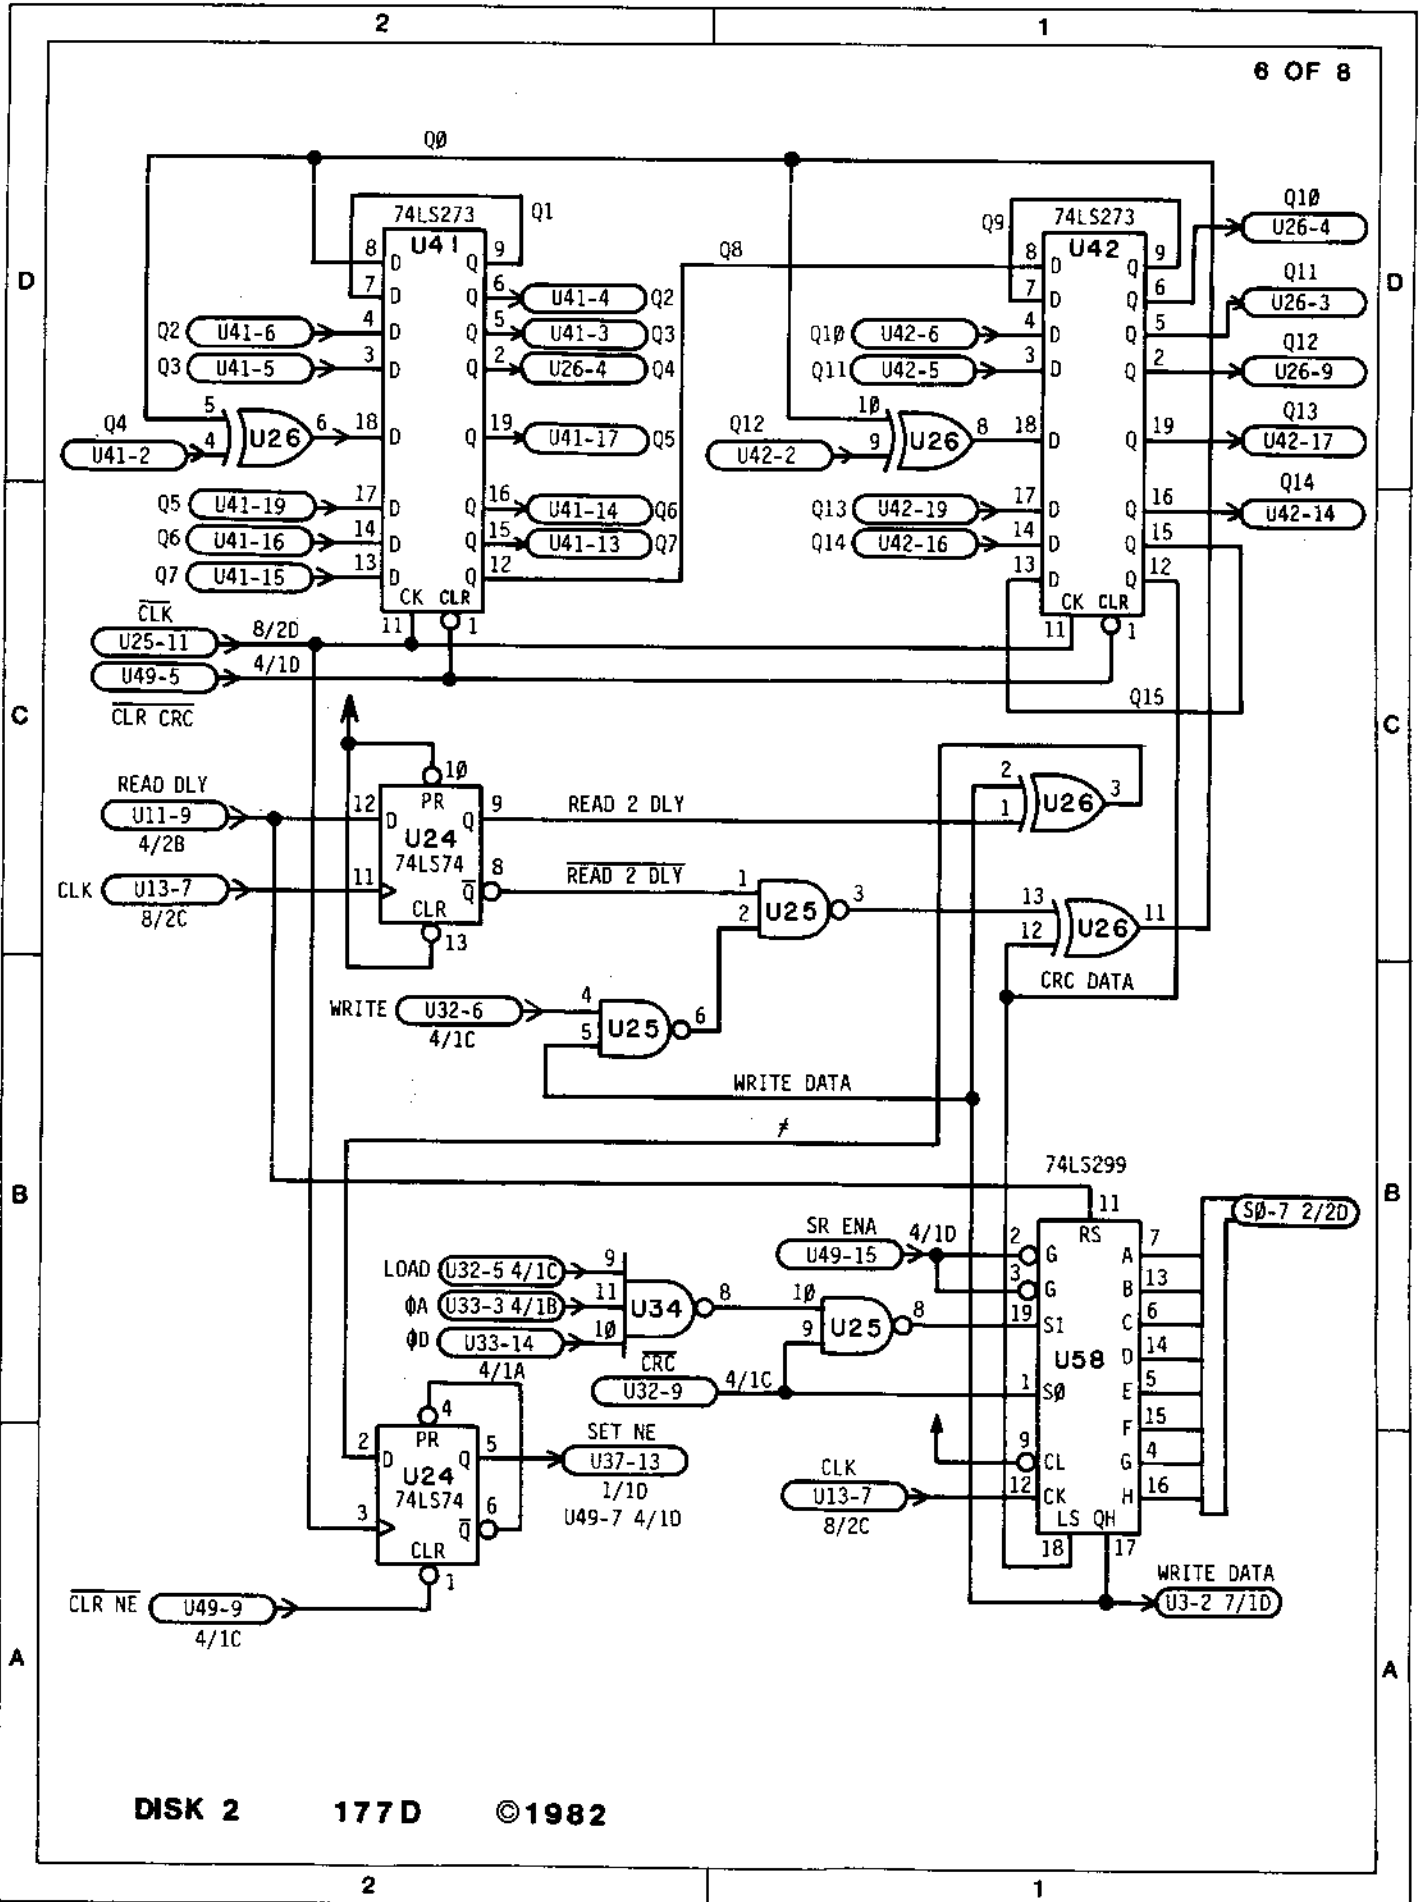 2
1
6 OF 8
Qø
Q1
74LS273
U41
8 D Q 9
7 D Q 6 U41-4 Q2
Q2 U41-6 4 D Q 5 U41-3 Q3
Q3 U41-5 3 D Q 2 U26-4 Q4
5
Q4 U41-2 4 U26 6 18 D Q 19 U41-17 Q5
Q5 U41-19 17 D Q 16 U41-14 Q6
Q6 U41-16 14 D Q 15 U41-13 Q7
Q7 U41-15 13 D Q 12
CK CLR
11 1
Q8
Q9
74LS273
U42
8 D Q 9
7 D Q 6
Q10
U26-4
Q1ø U42-6 4 D Q 5
Q11
U26-3
Q11 U42-5 3 D Q 2
Q12
U26-9
1ø
Q12 U42-2 9 U26 8 18 D Q 19
Q13
U42-17
Q13 U42-19 17 D Q 16
Q14
U42-14
Q14 U42-16 14 D Q 15
13 D Q 12
CK CLR
11 1
Q15
D
D
CLK
U25-11 8/2D
U49-5 4/1D
CLR CRC
C
C
READ DLY
U11-9
4/2B
CLK U13-7
8/2C
1ø
PR
12 D Q 9
U24
74LS74
11 Q 8
CLR
13
READ 2 DLY
READ 2 DLY
2
1 U26 3
1
2 U25 3
13
12 U26 11
CRC DATA
WRITE U32-6
4/1C
4
5 U25 6
WRITE DATA
≠
B
B
74LS299
11
RS
SR ENA
U49-15 4/1D
2 G
3 G
19 S1
U58
1 Sø
9 CL
12 CK
LS QH
18 17
A 7
B 13
C 6
D 14
E 5
F 15
G 4
H 16
Sø-7 2/2D
LOAD U32-5 4/1C 9
ϕA U33-3 4/1B 11
ϕD U33-14 1ø
4/1A
U34 8
1ø
9 U25 8
CRC
U32-9 4/1C
CLK
U13-7
8/2C
4
PR
2 D Q 5
U24
74LS74
3 Q 6
CLR
1
SET NE
U37-13
1/1D
U49-7 4/1D
CLR NE U49-9
4/1C
WRITE DATA
U3-2 7/1D
A
A
DISK 2 177D ©1982
2
1